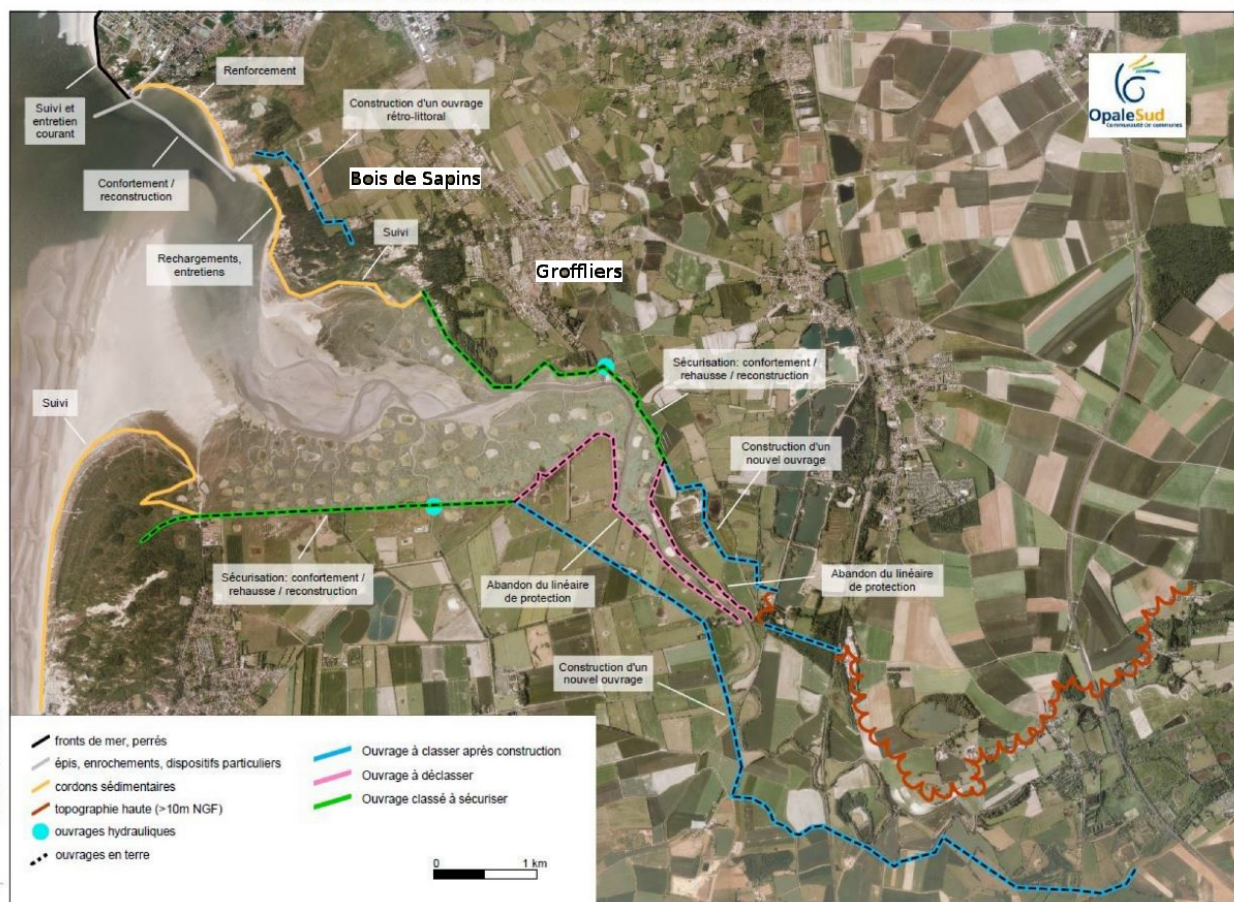 Renforcement
OpaleSud
Communauté de communes
Suivi et
entretien
courant
Construction d'un ouvrage
rétro-littoral
Bois de Sapins
Confortement /
reconstruction
Suivi
Rechargements,
entretiens
Groffliers
Sécurisation: confortement /
rehausse / reconstruction
Suivi
Construction d'un
nouvel ouvrage
Sécurisation: confortement /
rehausse / reconstruction
Abandon du linéaire
de protection
Abandon du linéaire
de protection
Construction d'un
nouvel ouvrage
fronts de mer, perrés
épis, enrochements, dispositifs particuliers
cordons sédimentaires
topographie haute (>10m NGF)
ouvrages hydrauliques
ouvrages en terre
Ouvrage à classer après construction
Ouvrage à déclasser
Ouvrage classé à sécuriser
0 1 km